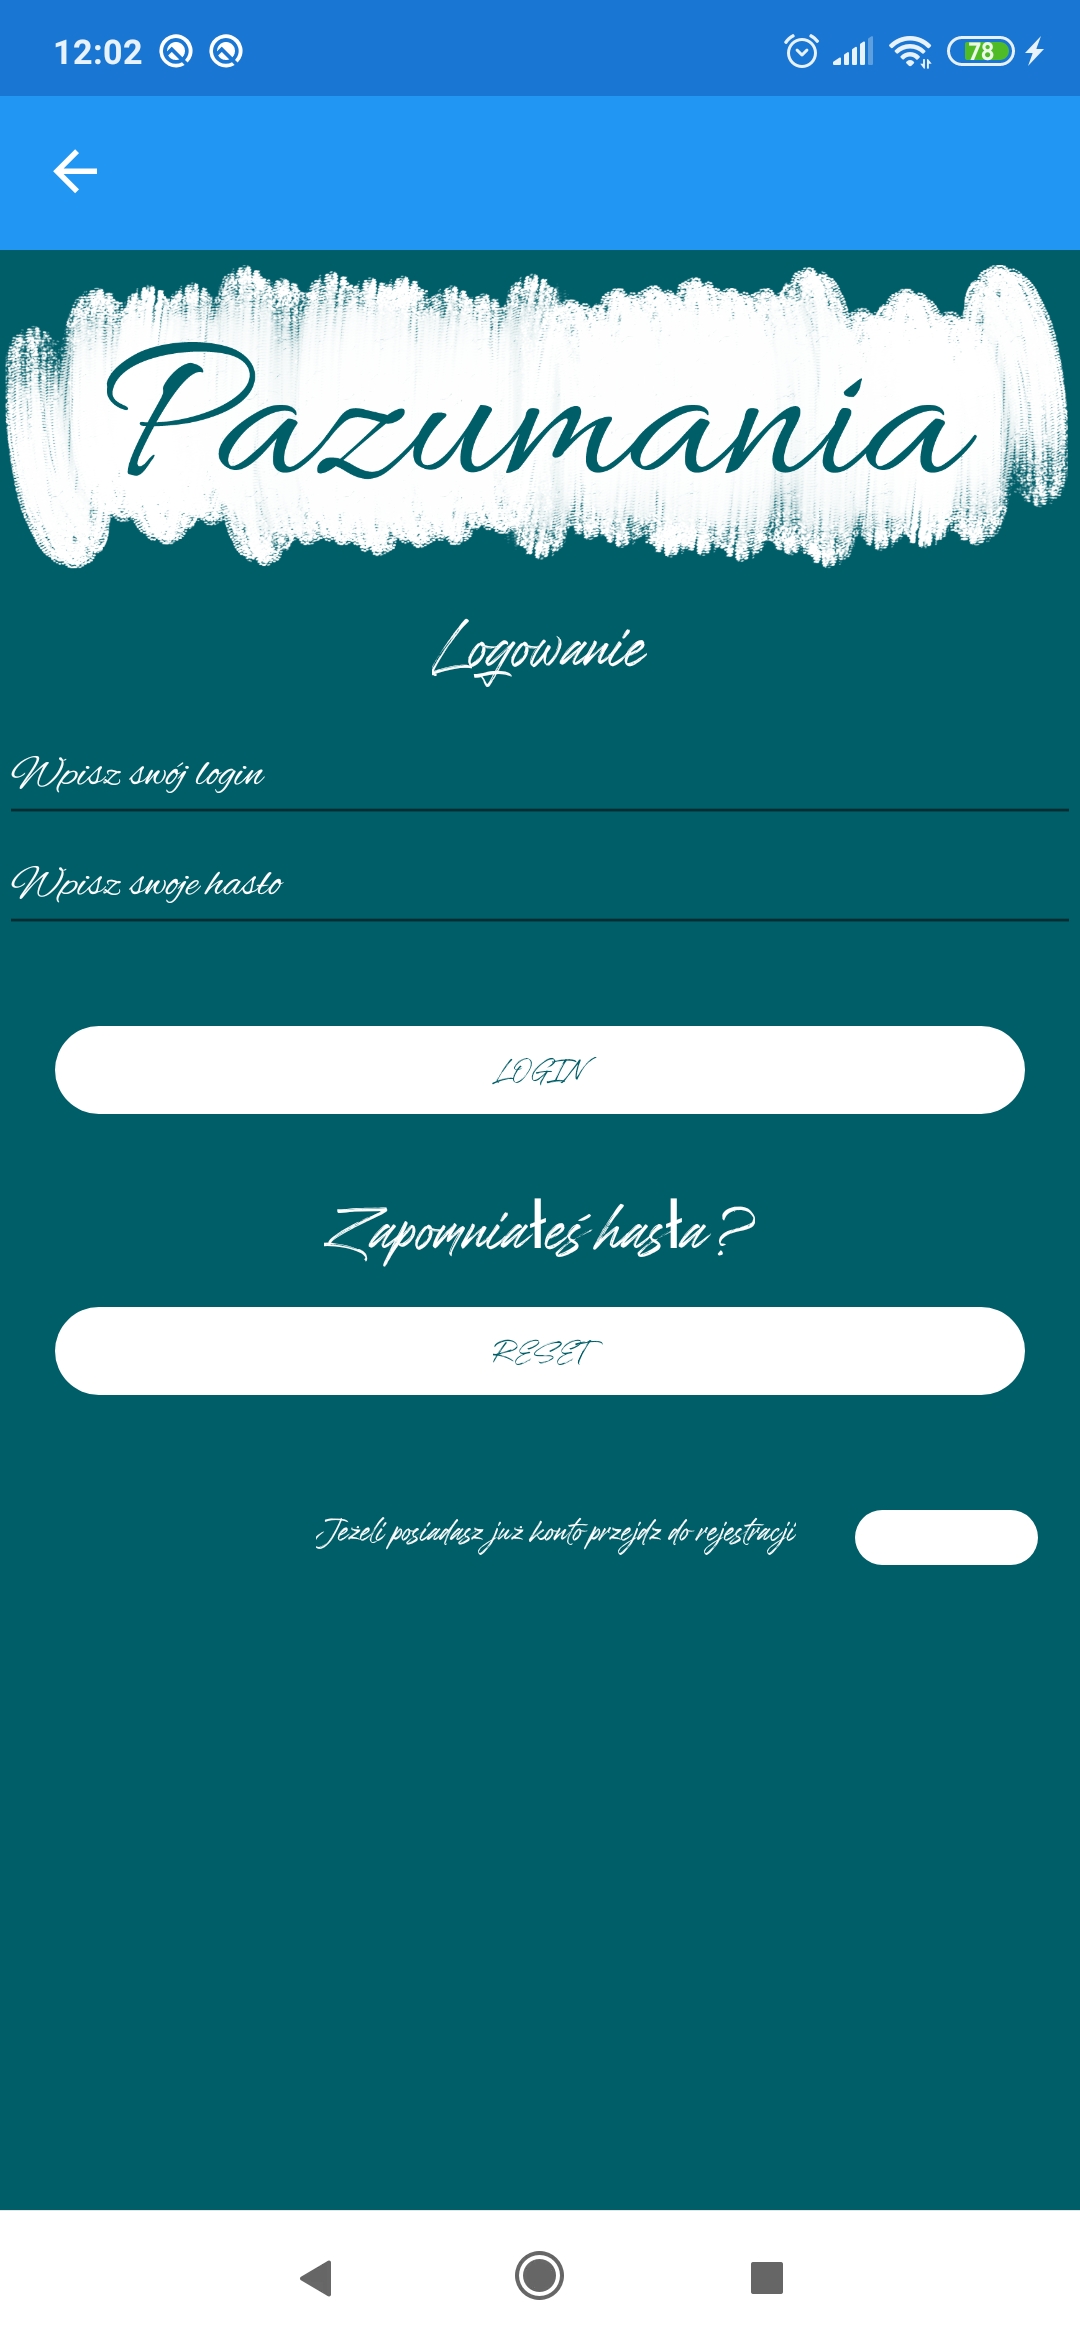 12:02
78
Pazumania
Logowanie
Wpisz swój login
Wpisz swoje hasło
LOGIN
Zapomniałeś hasła?
RESET
Jeżeli posiadasz już konto przejdz do rejestracji